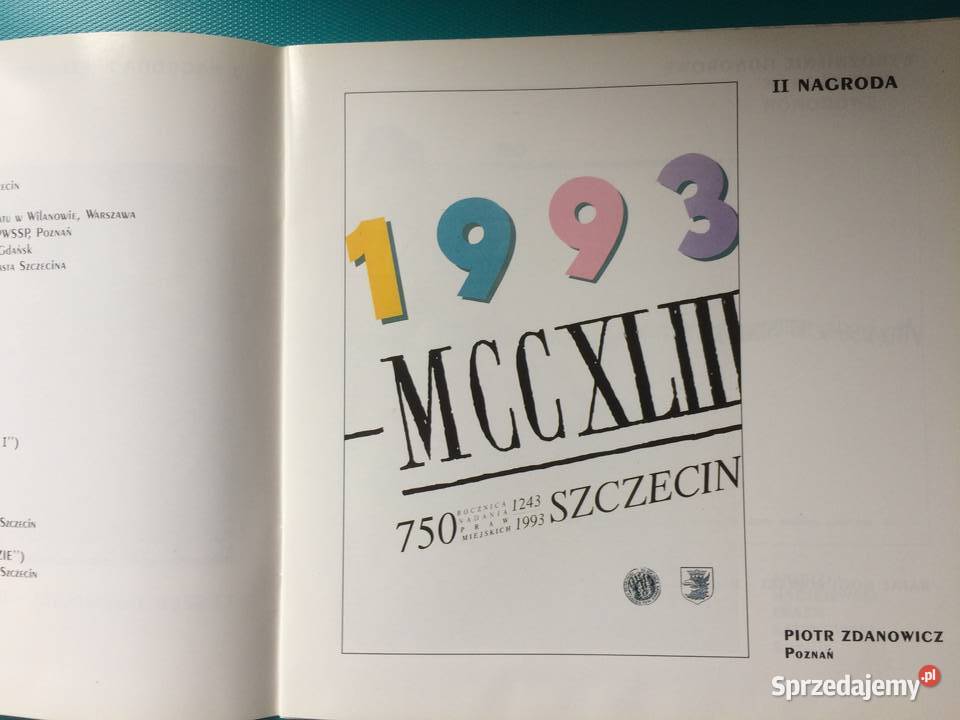 ECIN
ATU W WILANOWIE, WARSZAWA
PWSSP, POZNAŃ
GDAŃSK
ASTA SZCZECINA
I")
SZCZECIN
ZIE")
SZCZECIN
II NAGRODA
1993
–MCCXLIII
750 ROCZNICA NADANIA PRAW MIEJSKICH 1243 1993 SZCZECIN
PIOTR ZDANOWICZ
POZNAŃ
Sprzedajemy.pl